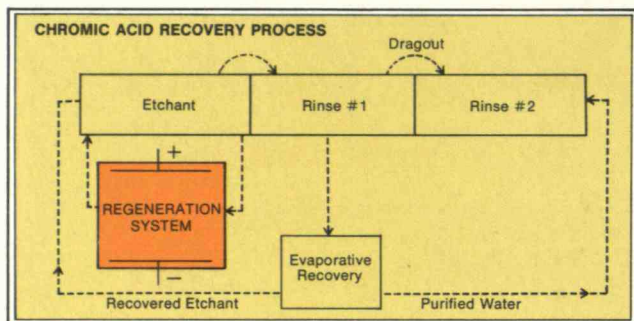 CHROMIC ACID RECOVERY PROCESS
Dragout
Etchant
Rinse #1
Rinse #2
+
REGENERATION
SYSTEM
−
Evaporative
Recovery
Recovered Etchant
Purified Water